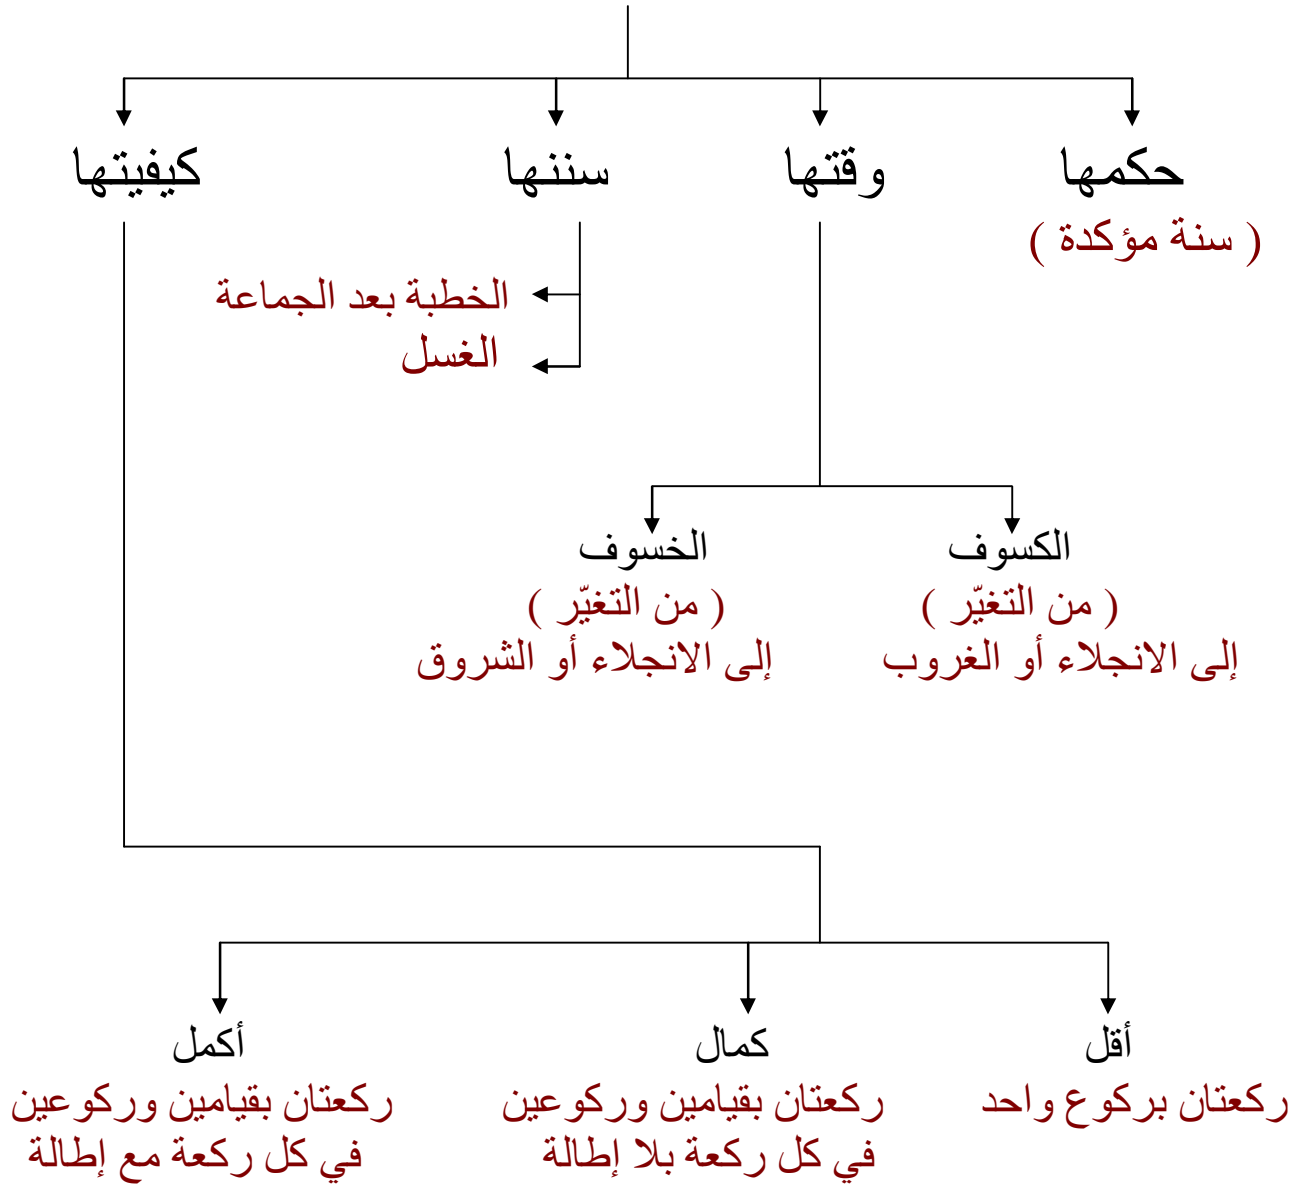 حكمها
( سنة مؤكدة )
وقتها
سننها
كيفيتها
الخطبة بعد الجماعة
الغسل
الكسوف
( من التغيّر )
إلى الانجلاء أو الغروب
الخسوف
( من التغيّر )
إلى الانجلاء أو الشروق
أقل
ركعتان بركوع واحد
كمال
ركعتان بقيامين وركوعين
في كل ركعة بلا إطالة
أكمل
ركعتان بقيامين وركوعين
في كل ركعة مع إطالة